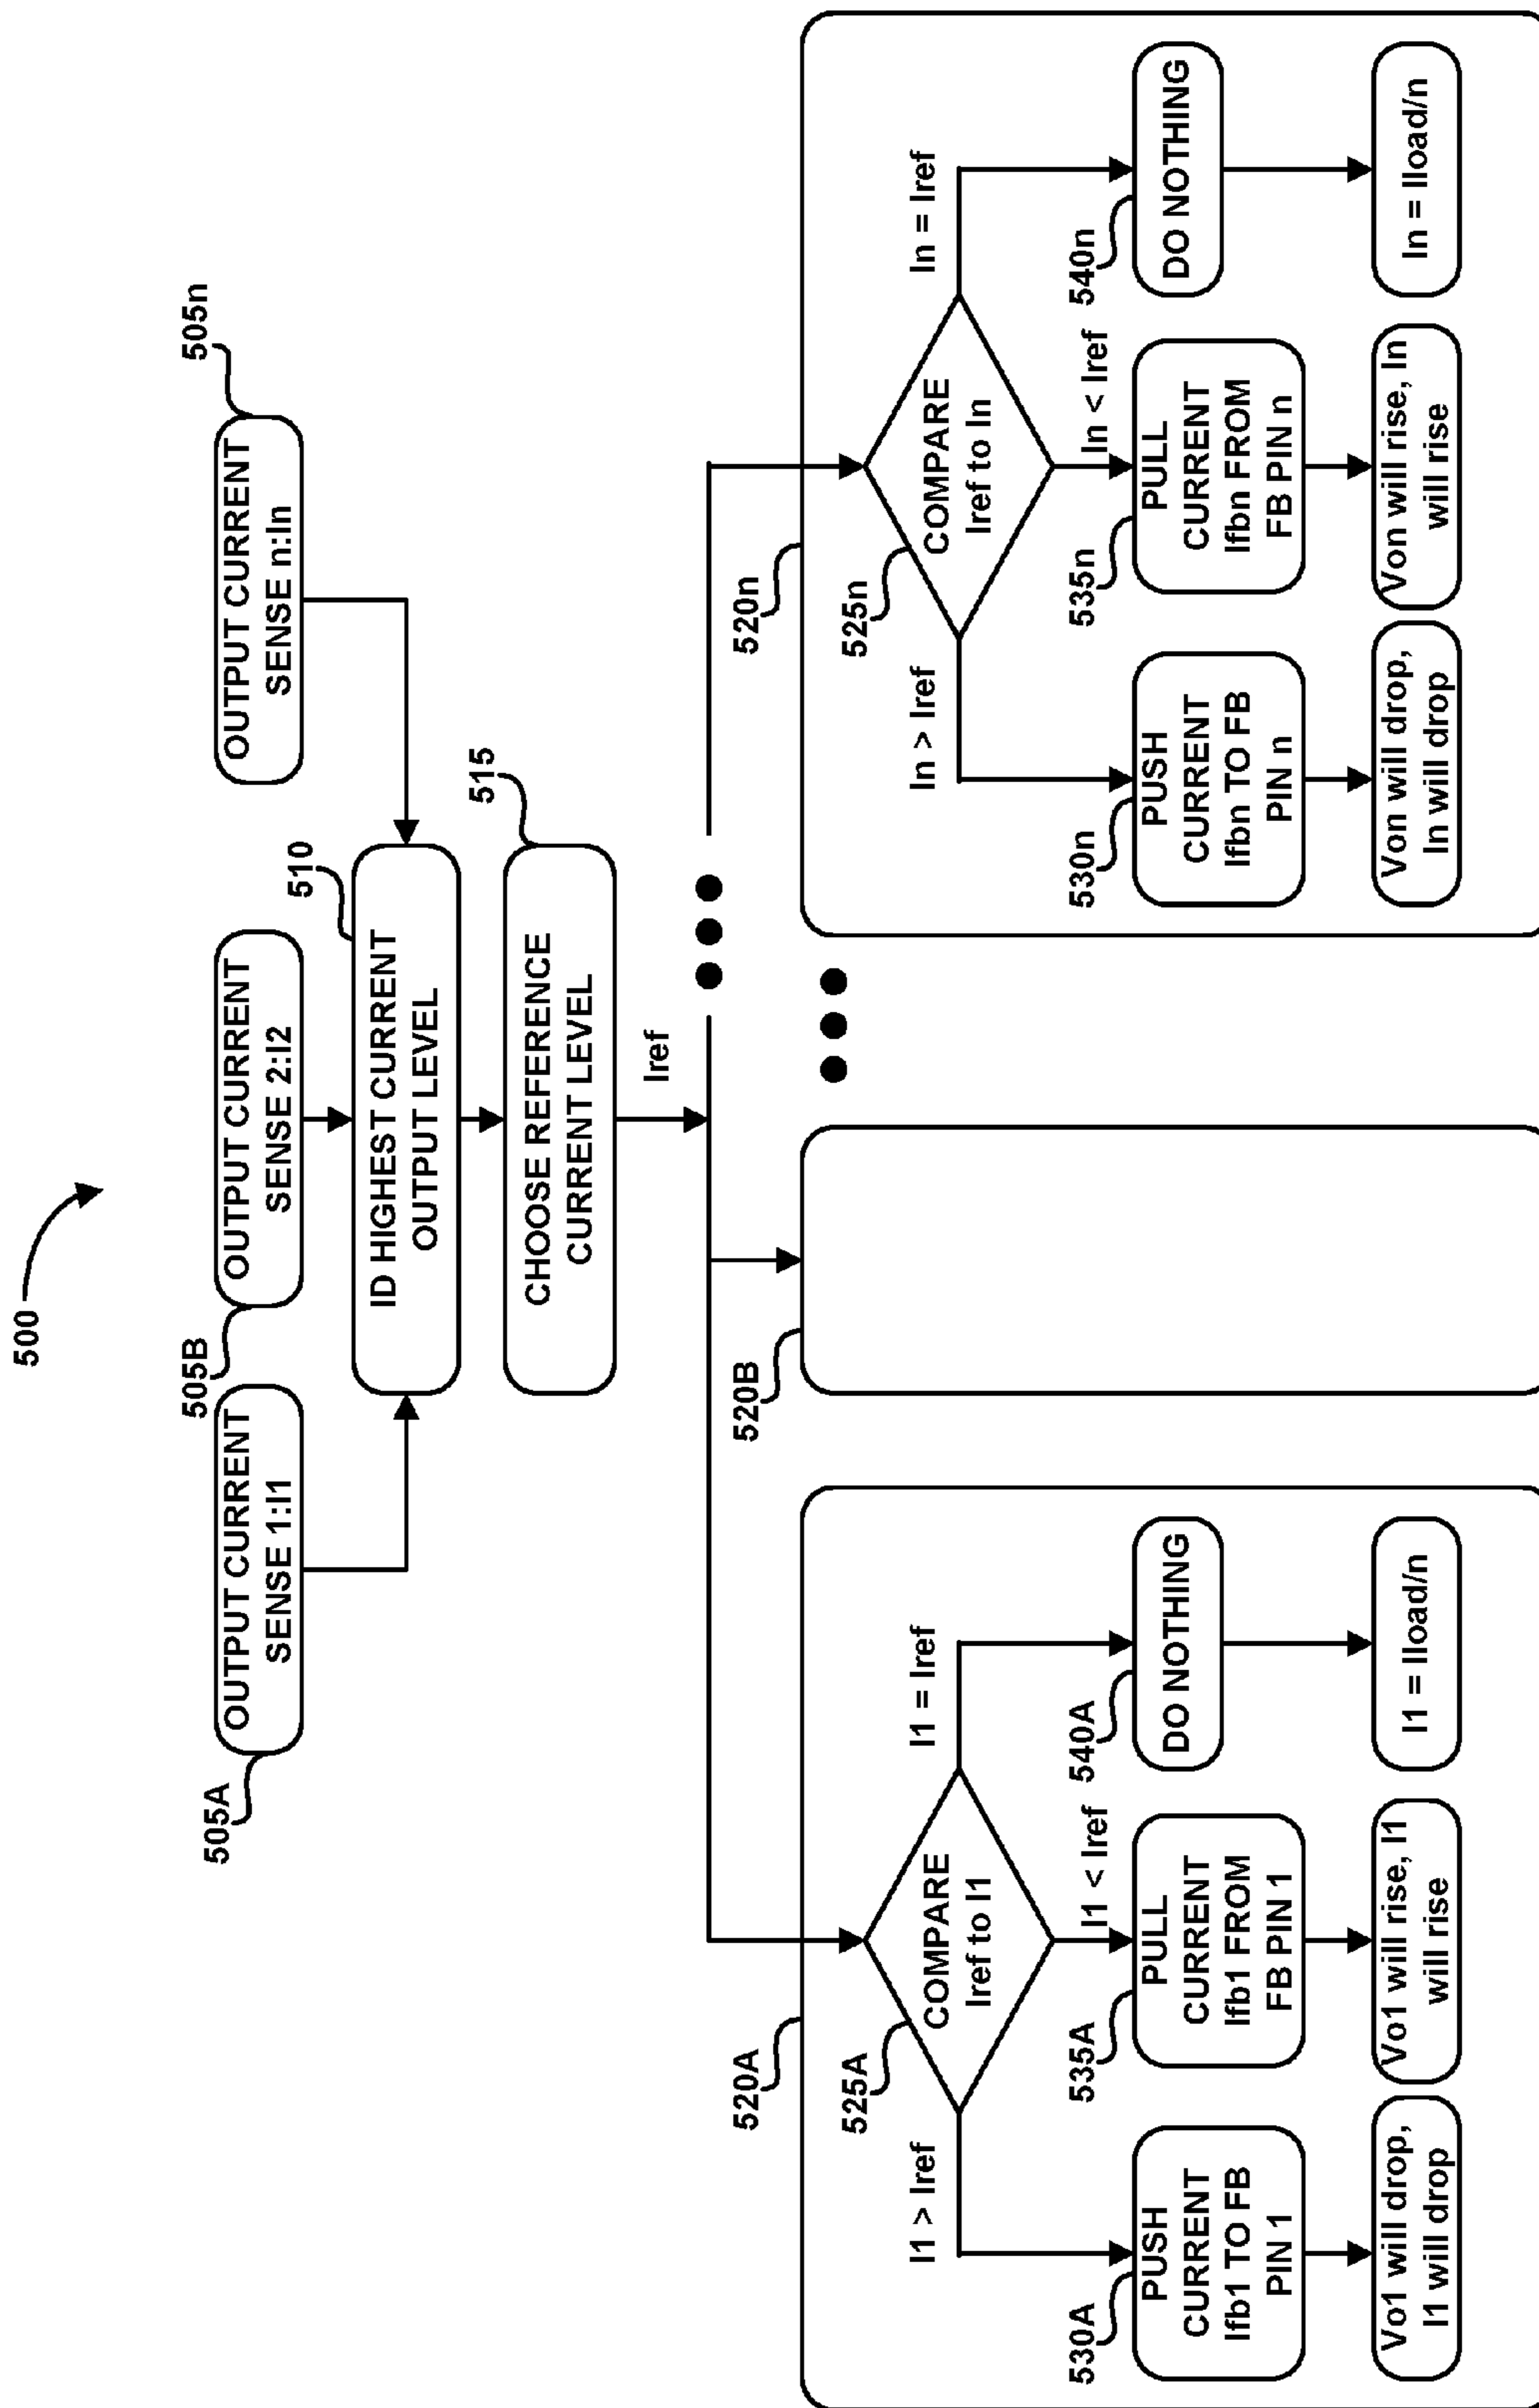 500
505A
OUTPUT CURRENT
SENSE 1:I1
505B
OUTPUT CURRENT
SENSE 2:I2
505n
OUTPUT CURRENT
SENSE n:In
510
ID HIGHEST CURRENT
OUTPUT LEVEL
515
CHOOSE REFERENCE
CURRENT LEVEL
Iref
520A
525A
COMPARE
Iref to I1
I1 > Iref
I1 < Iref
I1 = Iref
530A
PUSH
CURRENT
Ifb1 TO FB
PIN 1
535A
PULL
CURRENT
Ifb1 FROM
FB PIN 1
540A
DO NOTHING
Vo1 will drop,
I1 will drop
Vo1 will rise, I1
will rise
I1 = Iload/n
520B
520n
525n
COMPARE
Iref to In
In > Iref
In < Iref
In = Iref
530n
PUSH
CURRENT
Ifbn TO FB
PIN n
535n
PULL
CURRENT
Ifbn FROM
FB PIN n
540n
DO NOTHING
Von will drop,
In will drop
Von will rise, In
will rise
In = Iload/n